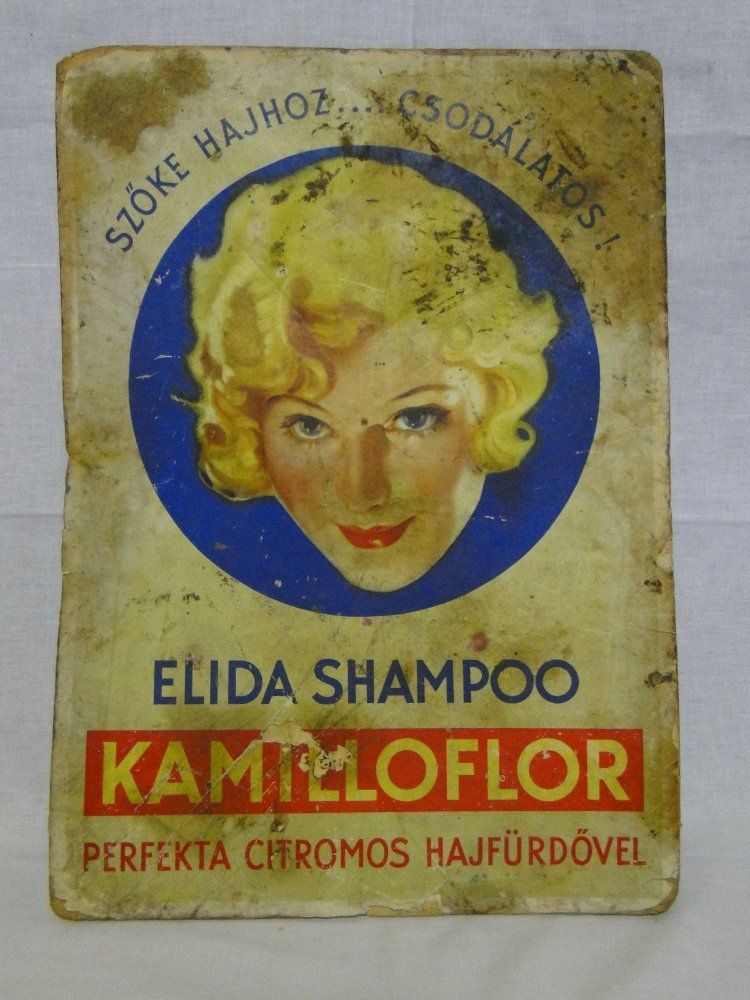 SZŐKE HAJHOZ.... CSODÁLATOS!
ELIDA SHAMPOO
KAMILLOFLOR
PERFEKTA CITROMOS HAJFÜRDŐVEL